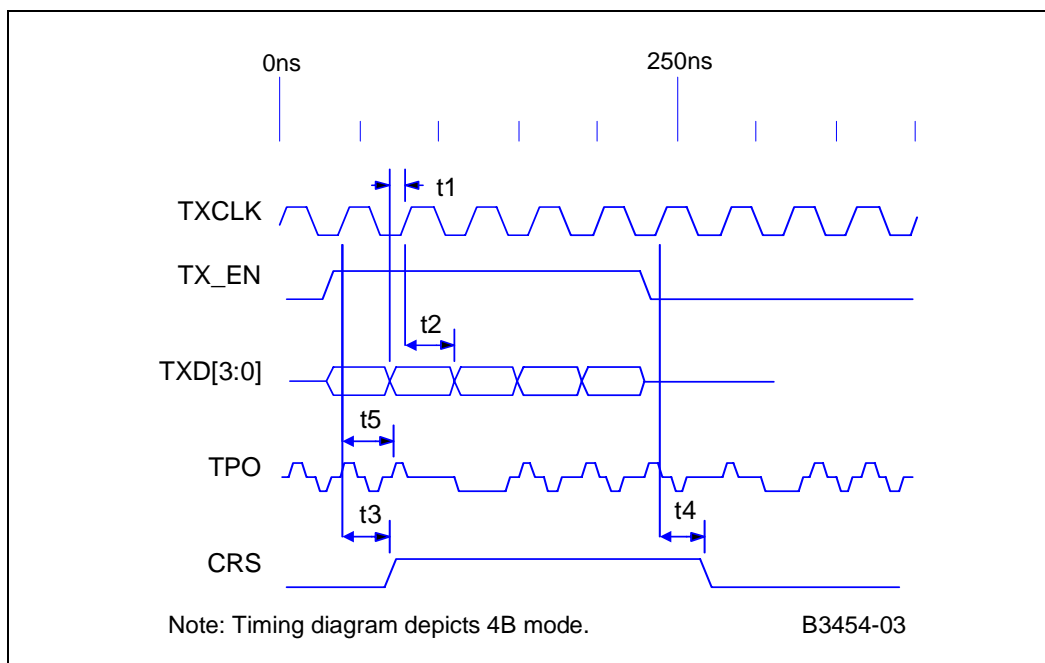 0ns
250ns
t1
TXCLK
TX_EN
t2
TXD[3:0]
t5
TPO
t3
t4
CRS
Note: Timing diagram depicts 4B mode.
B3454-03